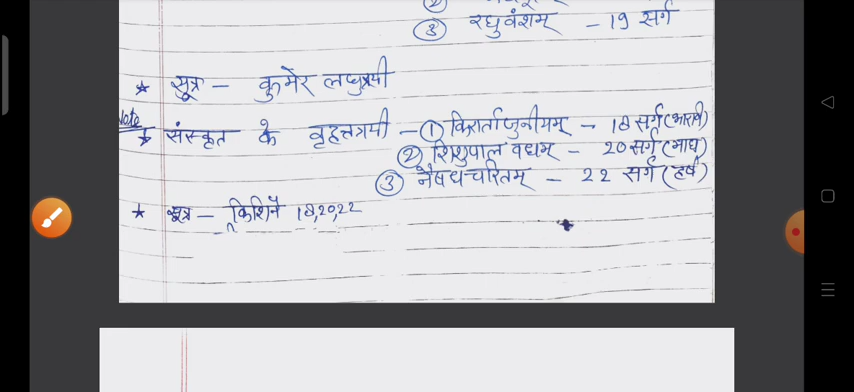 ③ रघुवंशम् – 19 सर्ग
★ सूत्र – कुमेर लघुत्रयी
Note
★ संस्कृत के वृहत्तत्रयी – ① किरार्ताजुनीयम् – 18 सर्ग (भारवि)
② शिशुपाल वधम् – 20 सर्ग (माघ)
③ नैषधचरितम् – 22 सर्ग (हर्ष)
★ सूत्र – किशिनै 18,20,22